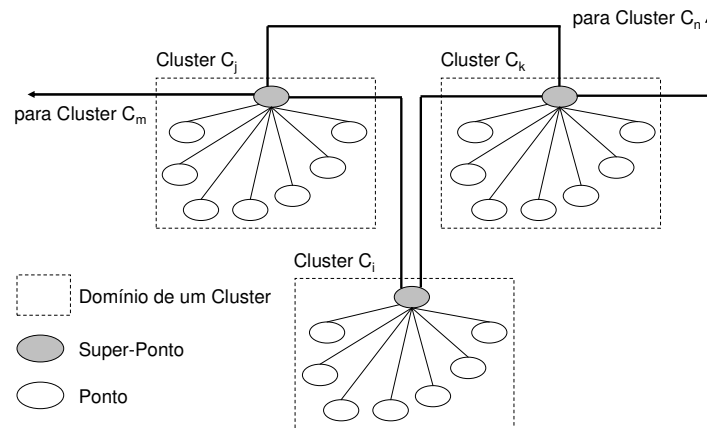 para Cluster Cn
Cluster Cj
Cluster Ck
para Cluster Cm
Cluster Ci
Domínio de um Cluster
Super-Ponto
Ponto